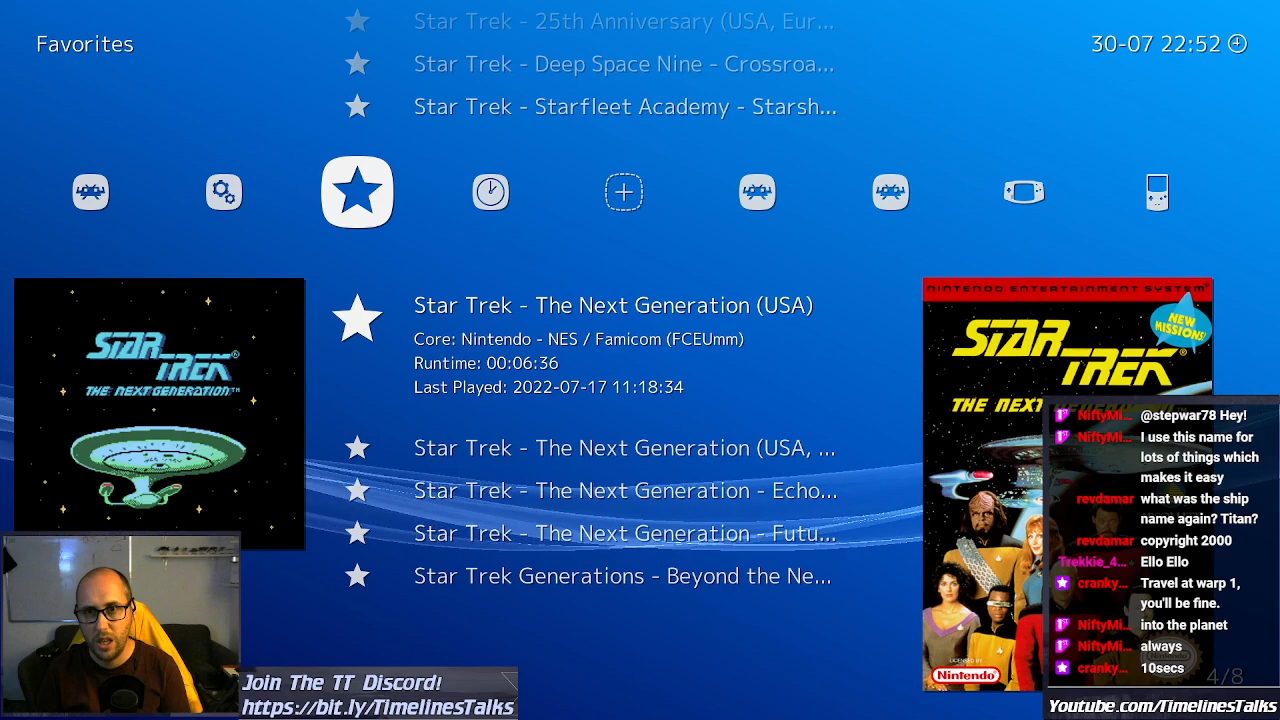 Star Trek - 25th Anniversary (USA, Eur...
Favorites
30-07 22:52
Star Trek - Deep Space Nine - Crossroa...
Star Trek - Starfleet Academy - Starsh...
Star Trek - The Next Generation (USA)
Core: Nintendo - NES / Famicom (FCEUmm)
Runtime: 00:06:36
Last Played: 2022-07-17 11:18:34
Star Trek - The Next Generation (USA, ...
Star Trek - The Next Generation - Echo...
Star Trek - The Next Generation - Futu...
Star Trek Generations - Beyond the Ne...
STAR
TREK®
THE NEXT GENERATION™
NINTENDO ENTERTAINMENT SYSTEM®
NEW
MISSIONS!
STAR
TREK®
THE NEXT
LICENSED BY
Nintendo
NiftyMi... @stepwar78 Hey!
NiftyMi... I use this name for
lots of things which
makes it easy
revdamar what was the ship
name again? Titan?
revdamar copyright 2000
Trekkie_4... Ello Ello
cranky... Travel at warp 1,
you'll be fine.
NiftyMi... into the planet
NiftyMi... always
cranky... 10secs
4/8
Join The TT Discord!
https://bit.ly/TimelinesTalks
Youtube.com/TimelinesTalks